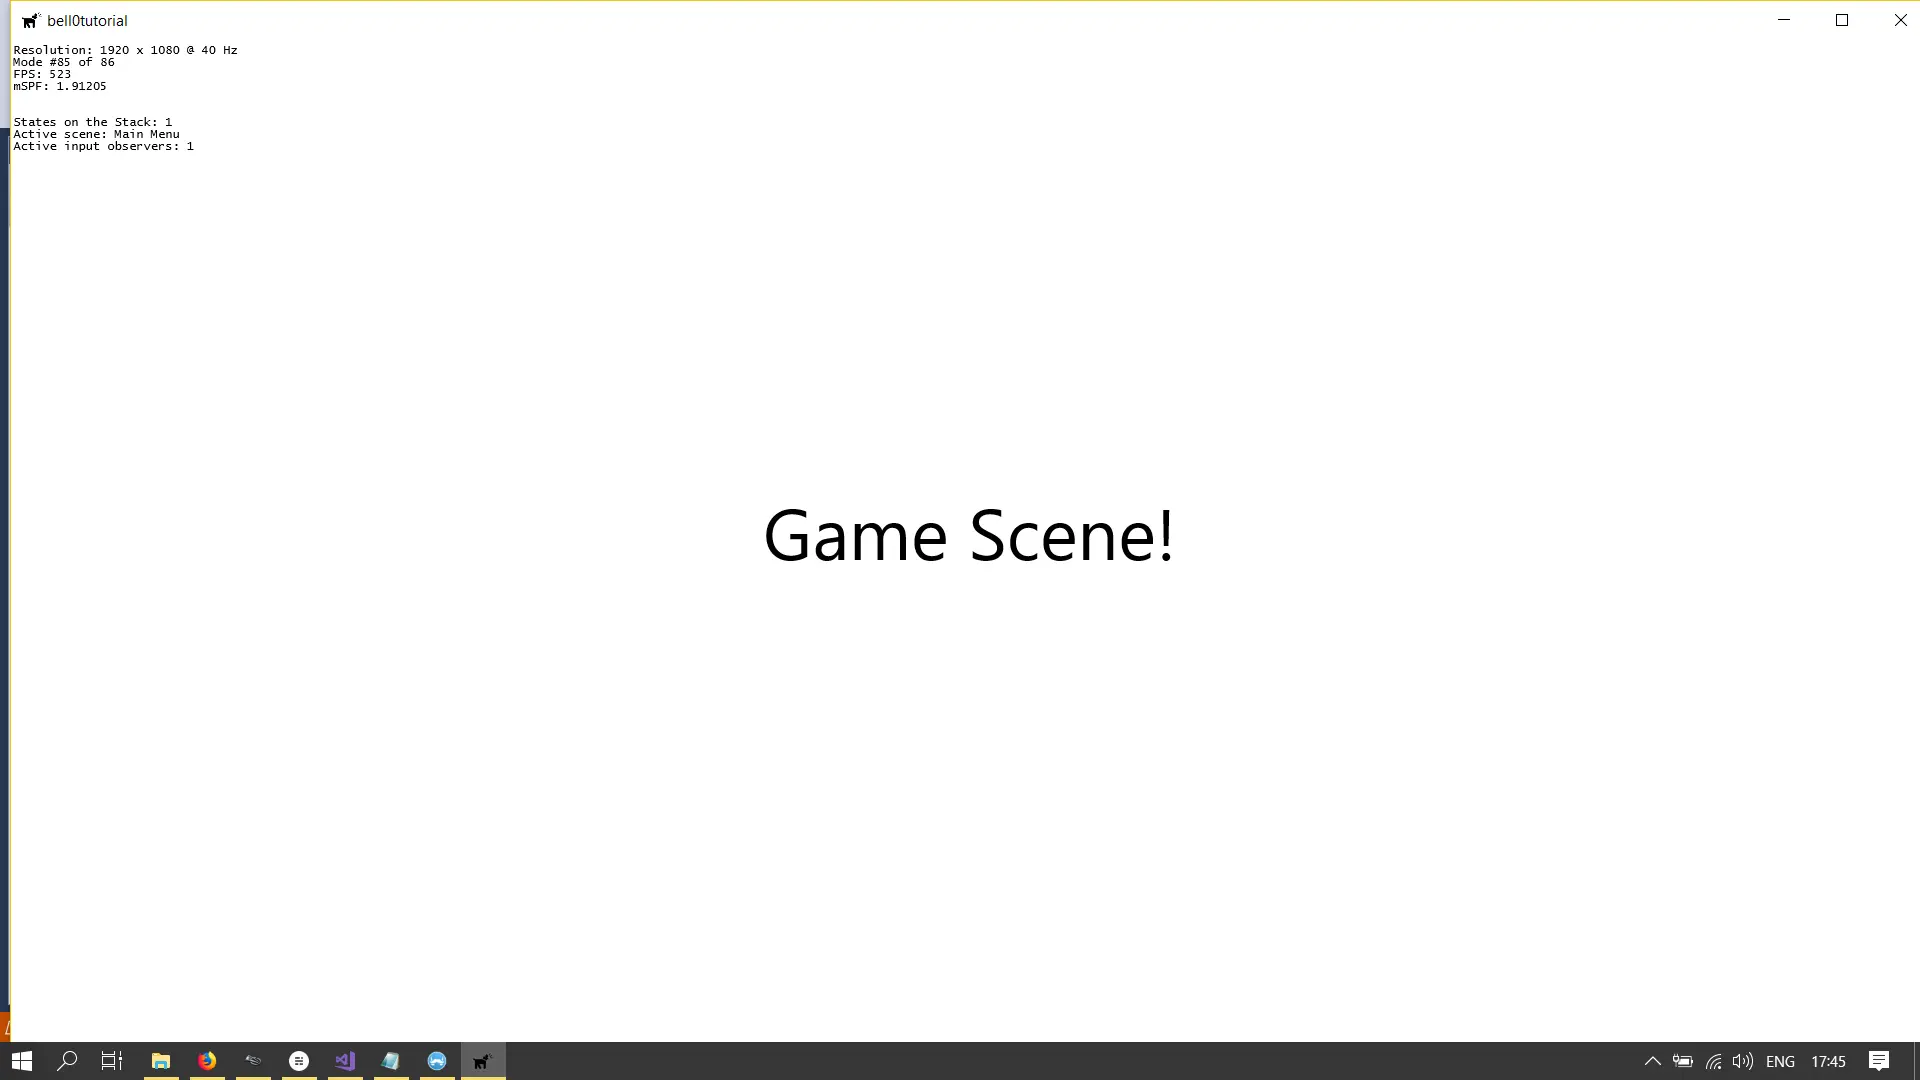 bell0tutorial
Resolution: 1920 x 1080 @ 40 Hz
Mode #85 of 86
FPS: 523
mSPF: 1.91205
States on the Stack: 1
Active scene: Main Menu
Active input observers: 1
Game Scene!
ENG
17:45